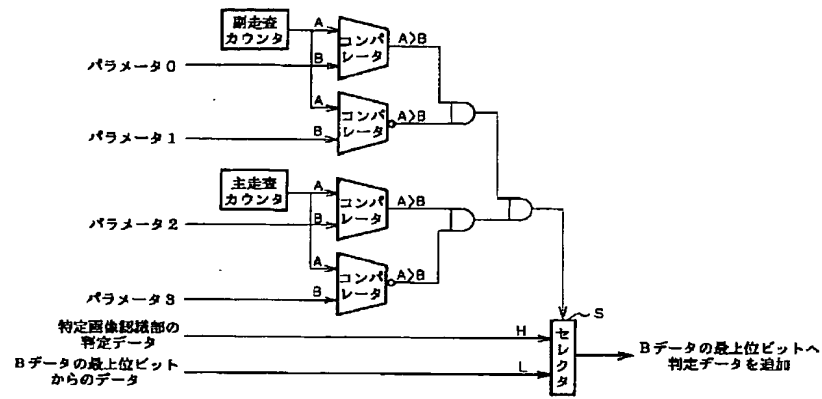 副走査
カウンタ
A
コンパ
レータ
A>B
B
パラメータ0
A
コンパ
レータ
A>B
B
パラメータ1
主走査
カウンタ
A
コンパ
レータ
A>B
B
パラメータ2
A
コンパ
レータ
A>B
B
パラメータ3
S
特定画像認識部の
判定データ
H
セレクタ
Bデータの最上位ビットへ
判定データを追加
Bデータの最上位ビット
からのデータ
L